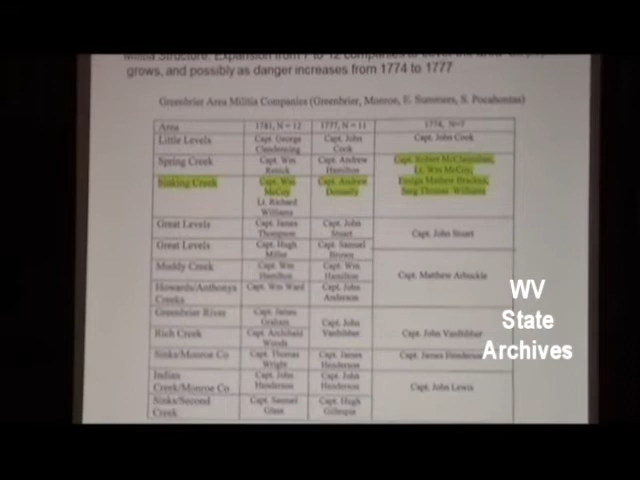 Militia Structure: Expansion from 7 to 12 companies to cover the area
grows, and possibly as danger increases from 1774 to 1777
Greenbrier Area Militia Companies (Greenbrier, Monroe, E. Summers, S. Pocahontas)
Area 1781, N = 12 1777, N = 11 1774, N=7
Little Levels Capt. George Capt. John Cook Capt. John Cook
Spring Creek Capt. Wm Renick Capt. Andrew Hamilton Capt. Robert McClanahan,
Lt. Wm McCoy,
Sinking Creek Capt. Wm McCoy Capt. Andrew Donnally Ensign Mathew Bracken,
Lt. Richard Williams Sarg Thomas Williams
Great Levels Capt. James Thompson Capt. John Stuart Capt. John Stuart
Great Levels Capt. Hugh Miller Capt. Samuel Brown
Muddy Creek Capt. Wm Hamilton Capt. Wm Hamilton Capt. Matthew Arbuckle
Howards/Anthonys Creeks Capt. Wm Ward Capt. John Anderson
Greenbrier River Capt. James Graham Capt. John VanBibber
Rich Creek Capt. Archibald Woods Capt. John VanBibber
Sinks/Monroe Co Capt. Thomas Wright Capt. James Henderson Capt. James Henderson
Indian Creek/Monroe Co Capt. John Henderson Capt. John Henderson Capt. John Lewis
Sinks/Second Creek Capt. Samuel Glass Capt. Hugh Gillespie
WV
State
Archives